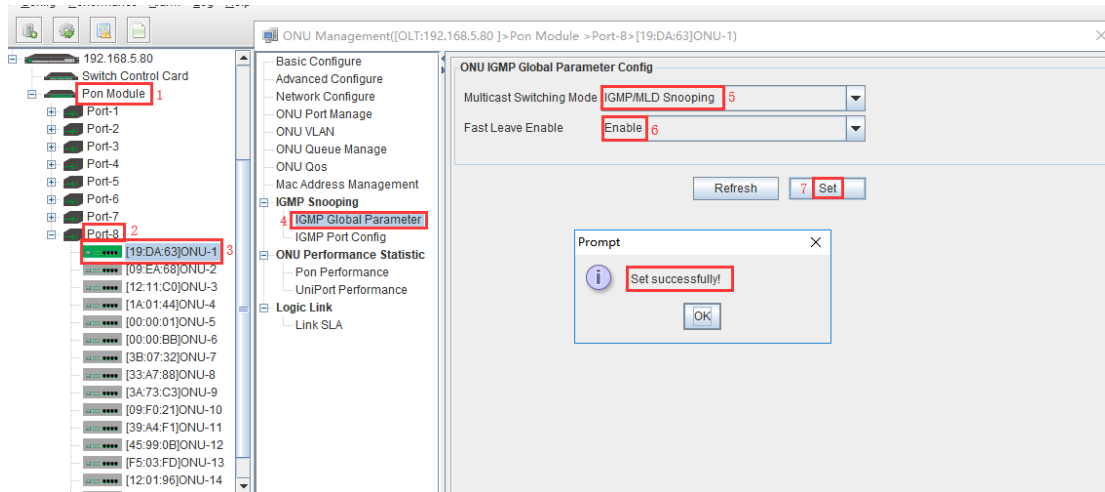 ONU Management([OLT:192.168.5.80 ]>Pon Module >Port-8>[19:DA:63]ONU-1)
192.168.5.80
Switch Control Card
Pon Module 1
Port-1
Port-2
Port-3
Port-4
Port-5
Port-6
Port-7
Port-8 2
[19:DA:63]ONU-1 3
[09:EA:68]ONU-2
[12:11:C0]ONU-3
[1A:01:44]ONU-4
[00:00:01]ONU-5
[00:00:BB]ONU-6
[3B:07:32]ONU-7
[33:A7:88]ONU-8
[3A:73:C3]ONU-9
[09:F0:21]ONU-10
[39:A4:F1]ONU-11
[45:99:0B]ONU-12
[F5:03:FD]ONU-13
[12:01:96]ONU-14
Basic Configure
Advanced Configure
Network Configure
ONU Port Manage
ONU VLAN
ONU Queue Manage
ONU Qos
Mac Address Management
IGMP Snooping
4 IGMP Global Parameter
IGMP Port Config
ONU Performance Statistic
Pon Performance
UniPort Performance
Logic Link
Link SLA
ONU IGMP Global Parameter Config
Multicast Switching Mode IGMP/MLD Snooping 5
Fast Leave Enable Enable 6
Refresh 7 Set
Prompt
Set successfully!
OK